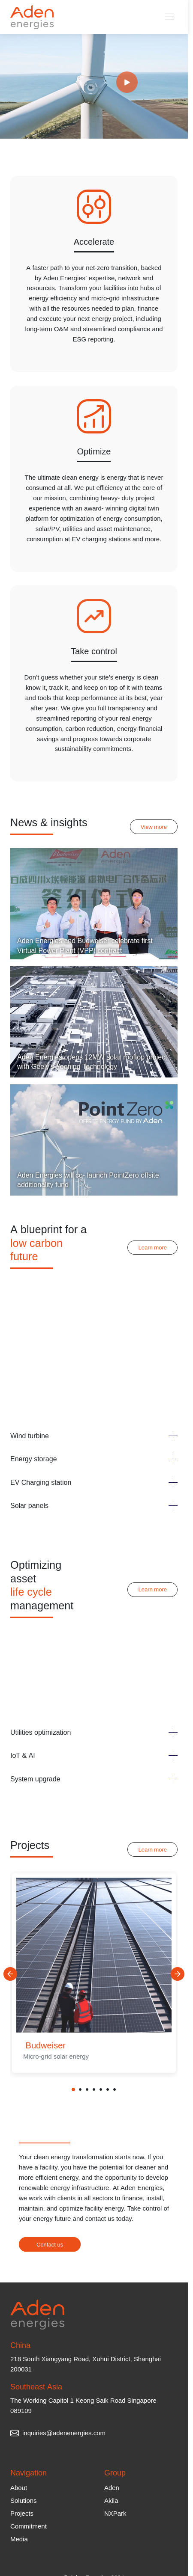 Aden
energies
Accelerate
A faster path to your net-zero transition, backed
by Aden Energies' expertise, network and
resources. Transform your facilities into hubs of
energy efficiency and micro-grid infrastructure
with all the resources needed to plan, finance
and execute your next energy project, including
long-term O&M and streamlined compliance and
ESG reporting.
Optimize
The ultimate clean energy is energy that is never
consumed at all. We put efficiency at the core of
our mission, combining heavy- duty project
experience with an award- winning digital twin
platform for optimization of energy consumption,
solar/PV, utilities and asset maintenance,
consumption at EV charging stations and more.
Take control
Don't guess whether your site's energy is clean –
know it, track it, and keep on top of it with teams
and tools that keep performance at its best, year
after year. We give you full transparency and
streamlined reporting of your real energy
consumption, carbon reduction, energy-financial
savings and progress towards corporate
sustainability commitments.
News & insights
View more
Aden Energies and Budweiser celebrate first
Virtual Power Plant (VPP) contract
Aden Energies opens 12MW solar rooftop project
with Geely
PointZero
ENERGY FUND BY Aden
Aden Energies will co- launch PointZero offsite
additionality fund
A blueprint for a
low carbon
future
Learn more
Wind turbine
Energy storage
EV Charging station
Solar panels
Optimizing
asset
life cycle
management
Learn more
Utilities optimization
IoT & AI
System upgrade
Projects
Learn more
Budweiser
Micro-grid solar energy
Your clean energy transformation starts now. If you
have a facility, you have the potential for cleaner and
more efficient energy, and the opportunity to develop
renewable energy infrastructure. At Aden Energies,
we work with clients in all sectors to finance, install,
maintain, and optimize facility energy. Take control of
your energy future and contact us today.
Contact us
Aden
energies
China
218 South Xiangyang Road, Xuhui District, Shanghai
200031
Southeast Asia
The Working Capitol 1 Keong Saik Road Singapore
089109
inquiries@adenenergies.com
Navigation
About
Solutions
Projects
Commitment
Media
Group
Aden
Akila
NXPark